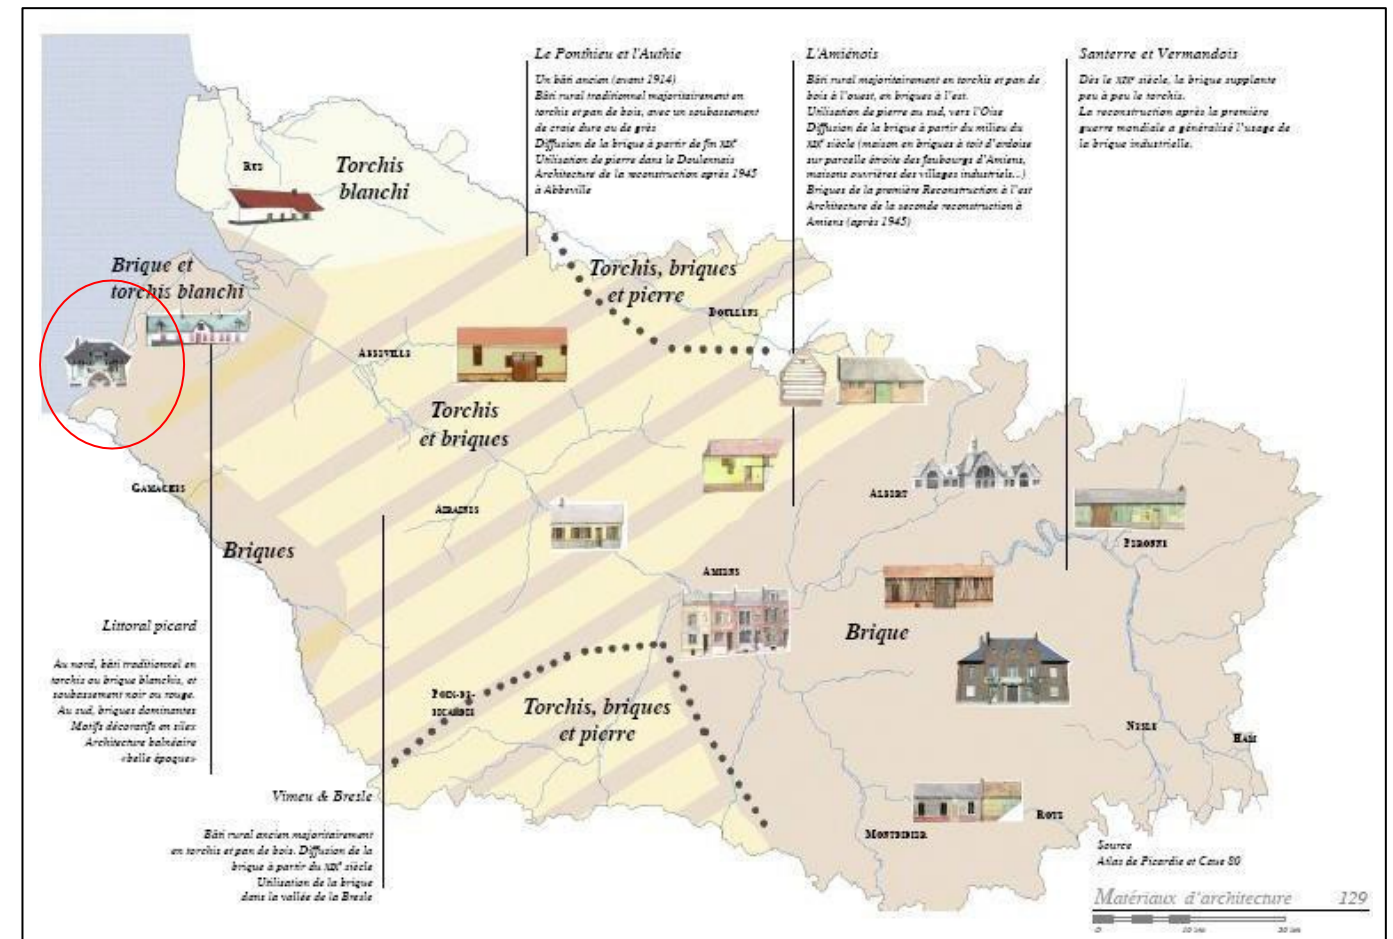 Le Ponthieu et l'Authie
Un bâti ancien (avant 1914)
Bâti rural traditionnel majoritairement en
torchis et pan de bois, avec un soubassement
de craie dure ou de grès
Diffusion de la brique à partir de fin XIXe
Utilisation de pierre dans le Doulennais
Architecture de la reconstruction après 1945
à Abbeville
L'Amiénois
Bâti rural majoritairement en torchis et pan de
bois à l'ouest, en briques à l'est.
Utilisation de pierre au sud, vers l'Oise
Diffusion de la brique à partir du milieu du
XIXe siècle (maison en briques à toit d'ardoise
sur parcelle étroite des faubourgs d'Amiens,
maisons ouvrières des villages industriels...)
Briques de la première Reconstruction à l'est
Architecture de la seconde reconstruction à
Amiens (après 1945)
Santerre et Vermandois
Dès le XIXe siècle, la brique supplante
peu à peu le torchis.
La reconstruction après la première
guerre mondiale a généralisé l'usage de
la brique industrielle.
RUE
Torchis
blanchi
Brique et
torchis blanchi
Torchis, briques
et pierre
DOULLENS
ABBEVILLE
Torchis
et briques
GAMACHES
AIRAINES
ALBERT
PERONNE
Briques
AMIENS
Brique
Littoral picard
Au nord, bâti traditionnel en
torchis ou brique blanchis, et
soubassement noir ou rouge.
Au sud, briques dominantes
Motifs décoratifs en silex
Architecture balnéaire
«belle époque»
POIX-DE-
PICARDIE
Torchis, briques
et pierre
NESLE
HAM
Vimeu & Bresle
Bâti rural ancien majoritairement
en torchis et pan de bois. Diffusion de la
brique à partir du XIXe siècle
Utilisation de la brique
dans la vallée de la Bresle
MONTDIDIER
ROYE
Source
Atlas de Picardie et Caue 80
Matériaux d'architecture 129
0 10 km 20 km